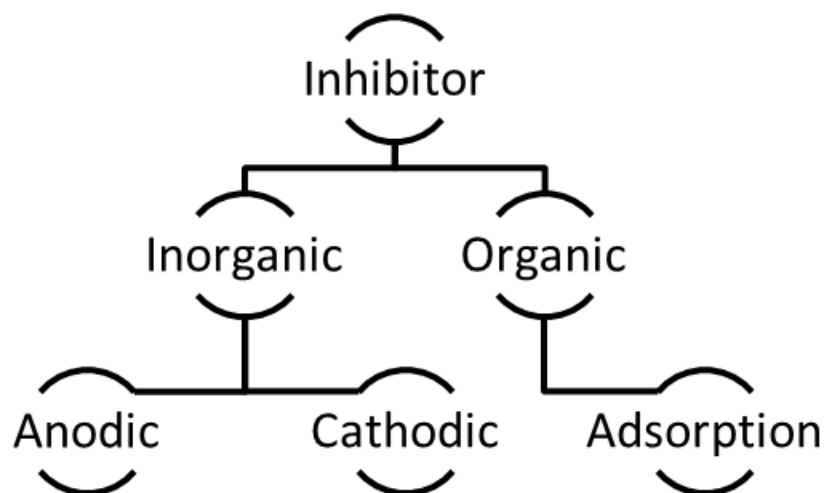 Inhibitor
Inorganic
Organic
Anodic
Cathodic
Adsorption